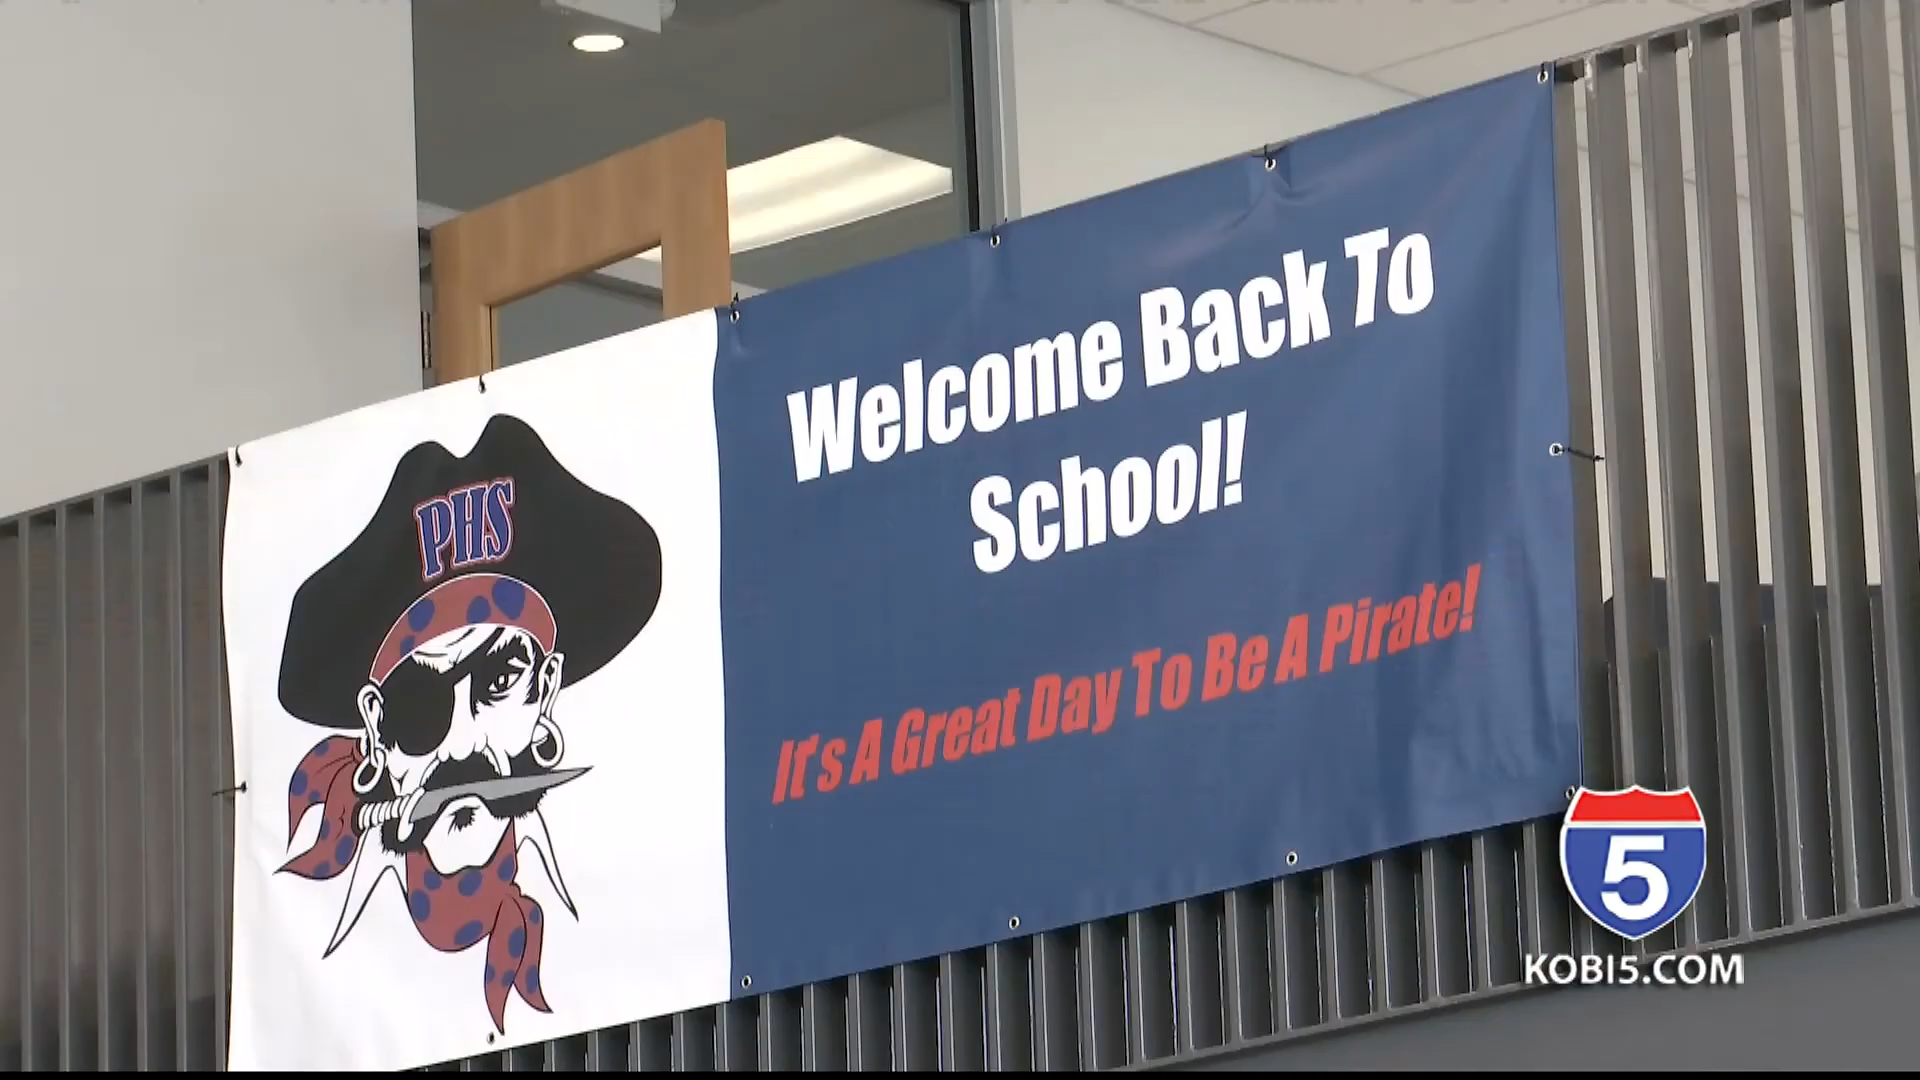 Welcome Back To
School!
PHS
It's A Great Day To Be A Pirate!
5
KOBI5.COM